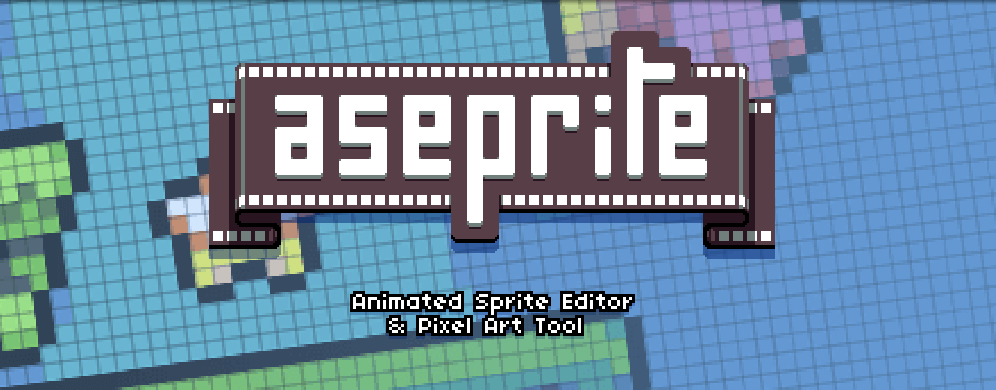 aseprite
Animated Sprite Editor
& Pixel Art Tool